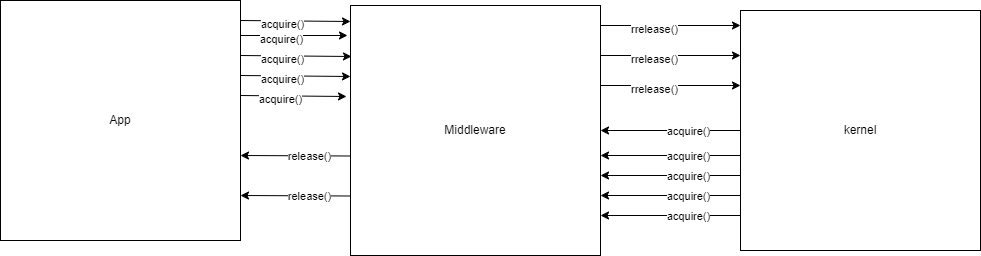 acquire()
acquire()
acquire()
acquire()
acquire()
App
release()
release()
Middleware
rrelease()
rrelease()
rrelease()
acquire()
acquire()
acquire()
acquire()
acquire()
kernel